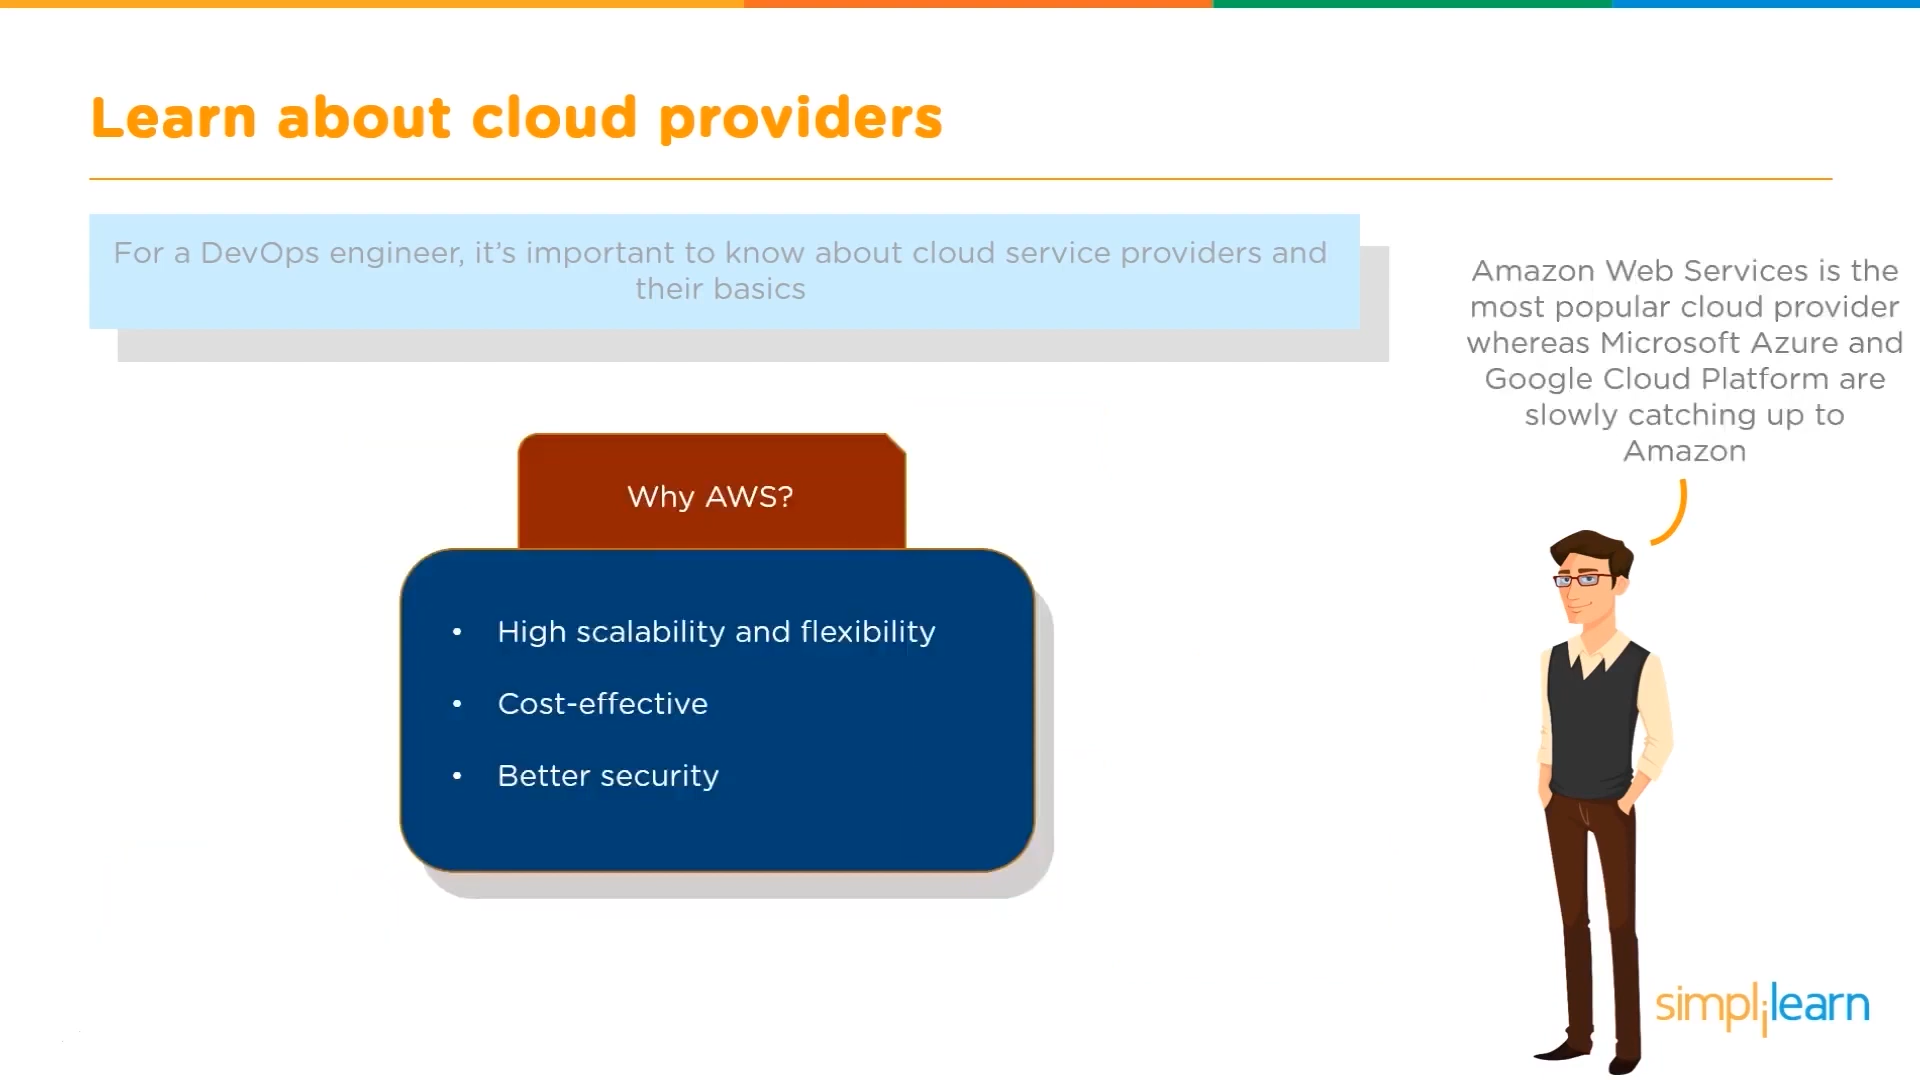 Learn about cloud providers
For a DevOps engineer, it’s important to know about cloud service providers and
their basics
Amazon Web Services is the
most popular cloud provider
whereas Microsoft Azure and
Google Cloud Platform are
slowly catching up to
Amazon
Why AWS?
• High scalability and flexibility
• Cost-effective
• Better security
simplilearn